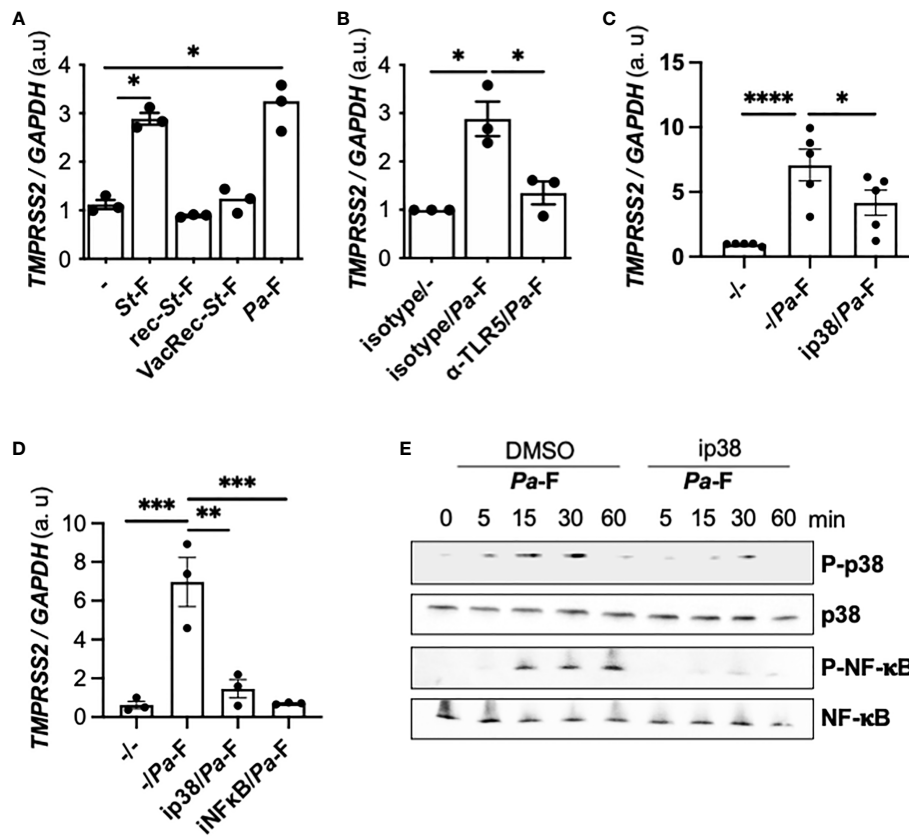 A
TMPRSS2 / GAPDH (a.u)
4
3
2
1
0
*
*
-
St-F
rec-St-F
VacRec-St-F
Pa-F
B
TMPRSS2 / GAPDH (a.u.)
4
3
2
1
0
* *
isotype/-
isotype/Pa-F
α-TLR5/Pa-F
C
TMPRSS2 / GAPDH (a. u)
15
10
5
0
**** *
-/-
-/Pa-F
ip38/Pa-F
D
TMPRSS2 / GAPDH (a. u)
10
8
6
4
2
0
***
*** **
-/-
-/Pa-F
ip38/Pa-F
iNFκB/Pa-F
E
DMSO ip38
Pa-F Pa-F
0 5 15 30 60 5 15 30 60 min
P-p38
p38
P-NF-κB
NF-κB